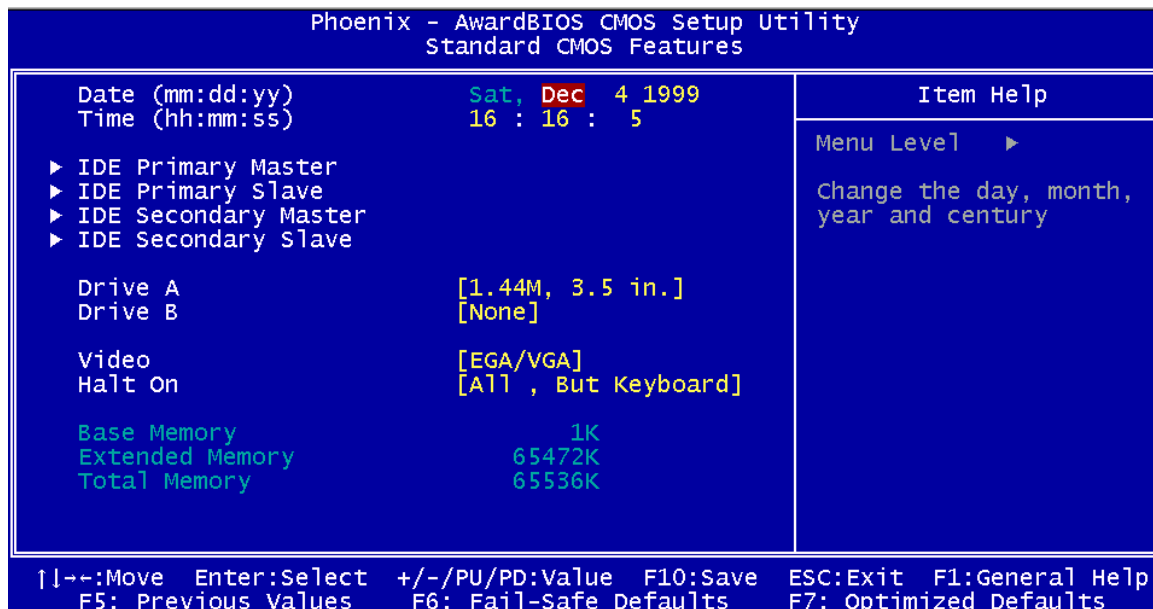 Phoenix - AwardBIOS CMOS Setup Utility
Standard CMOS Features
Date (mm:dd:yy) Sat, Dec 4 1999
Time (hh:mm:ss) 16 : 16 : 5
► IDE Primary Master
► IDE Primary Slave
► IDE Secondary Master
► IDE Secondary Slave
Drive A [1.44M, 3.5 in.]
Drive B [None]
Video [EGA/VGA]
Halt On [All , But Keyboard]
Base Memory 1K
Extended Memory 65472K
Total Memory 65536K
Item Help
Menu Level ►
Change the day, month,
year and century
↑↓→←:Move Enter:Select +/-/PU/PD:Value F10:Save ESC:Exit F1:General Help
F5: Previous Values F6: Fail-Safe Defaults F7: Optimized Defaults